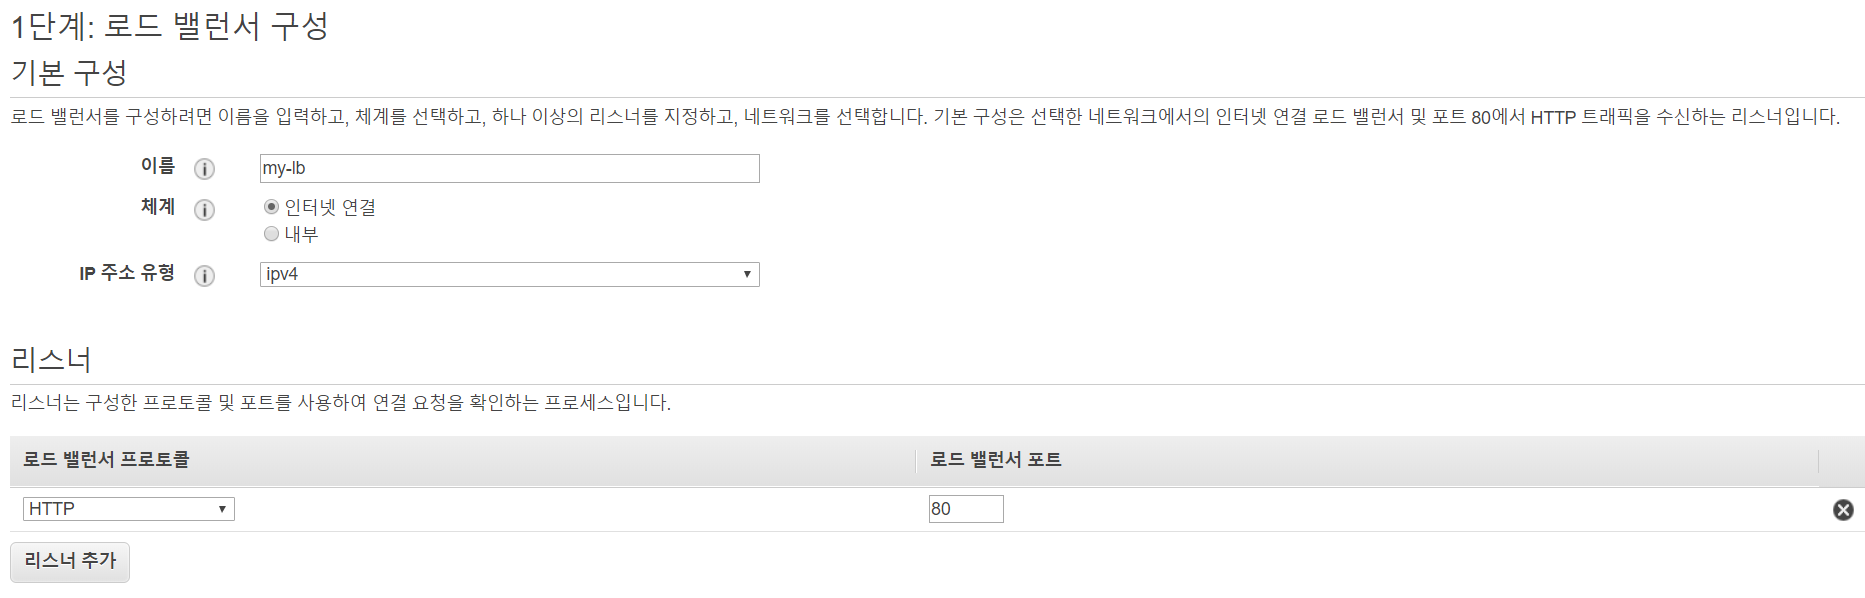 1단계: 로드 밸런서 구성
기본 구성
로드 밸런서를 구성하려면 이름을 입력하고, 체계를 선택하고, 하나 이상의 리스너를 지정하고, 네트워크를 선택합니다. 기본 구성은 선택한 네트워크에서의 인터넷 연결 로드 밸런서 및 포트 80에서 HTTP 트래픽을 수신하는 리스너입니다.
이름 my-lb
체계 인터넷 연결
내부
IP 주소 유형 ipv4
리스너
리스너는 구성한 프로토콜 및 포트를 사용하여 연결 요청을 확인하는 프로세스입니다.
로드 밸런서 프로토콜 로드 밸런서 포트
HTTP 80
리스너 추가